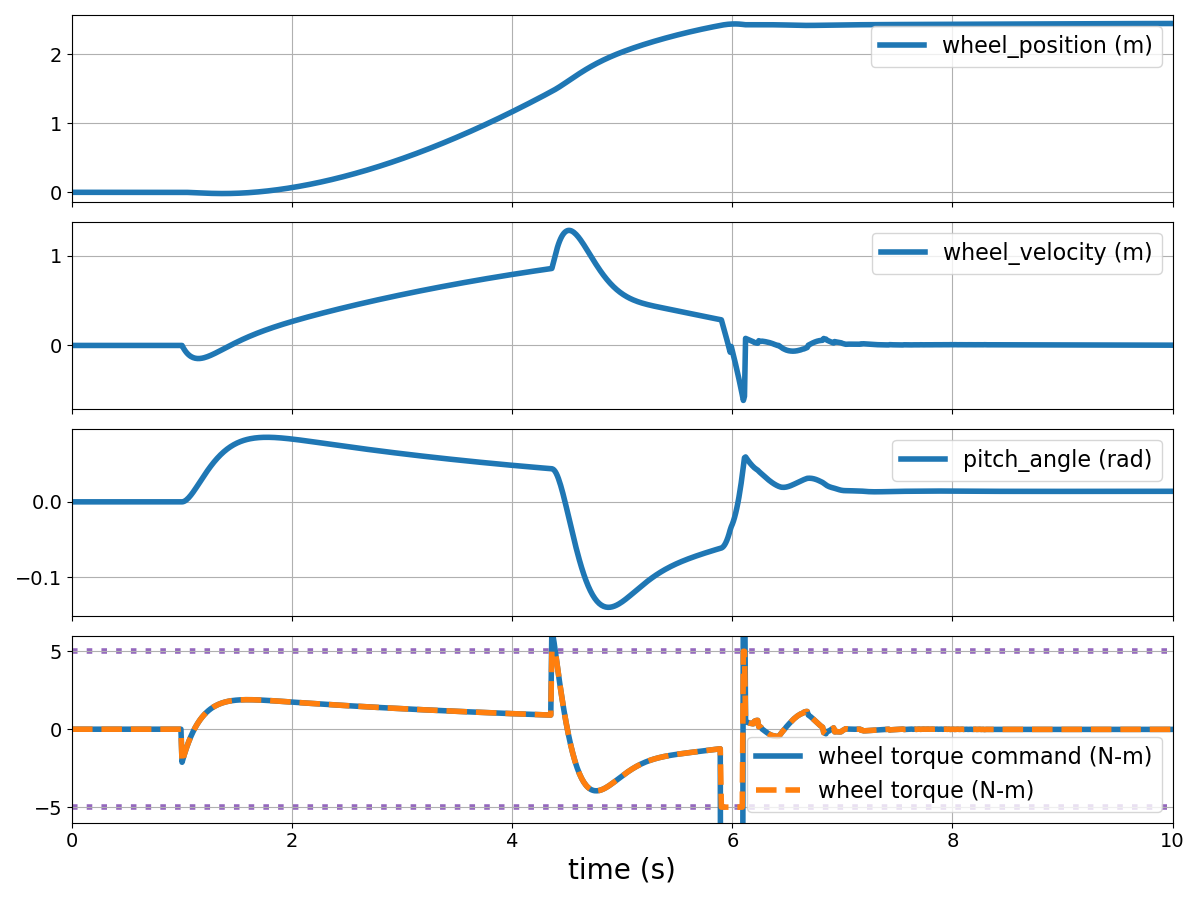 2
1
0
wheel_position (m)
1
0
wheel_velocity (m)
0.0
−0.1
pitch_angle (rad)
5
0
−5
wheel torque command (N-m)
wheel torque (N-m)
0 2 4 6 8 10
time (s)